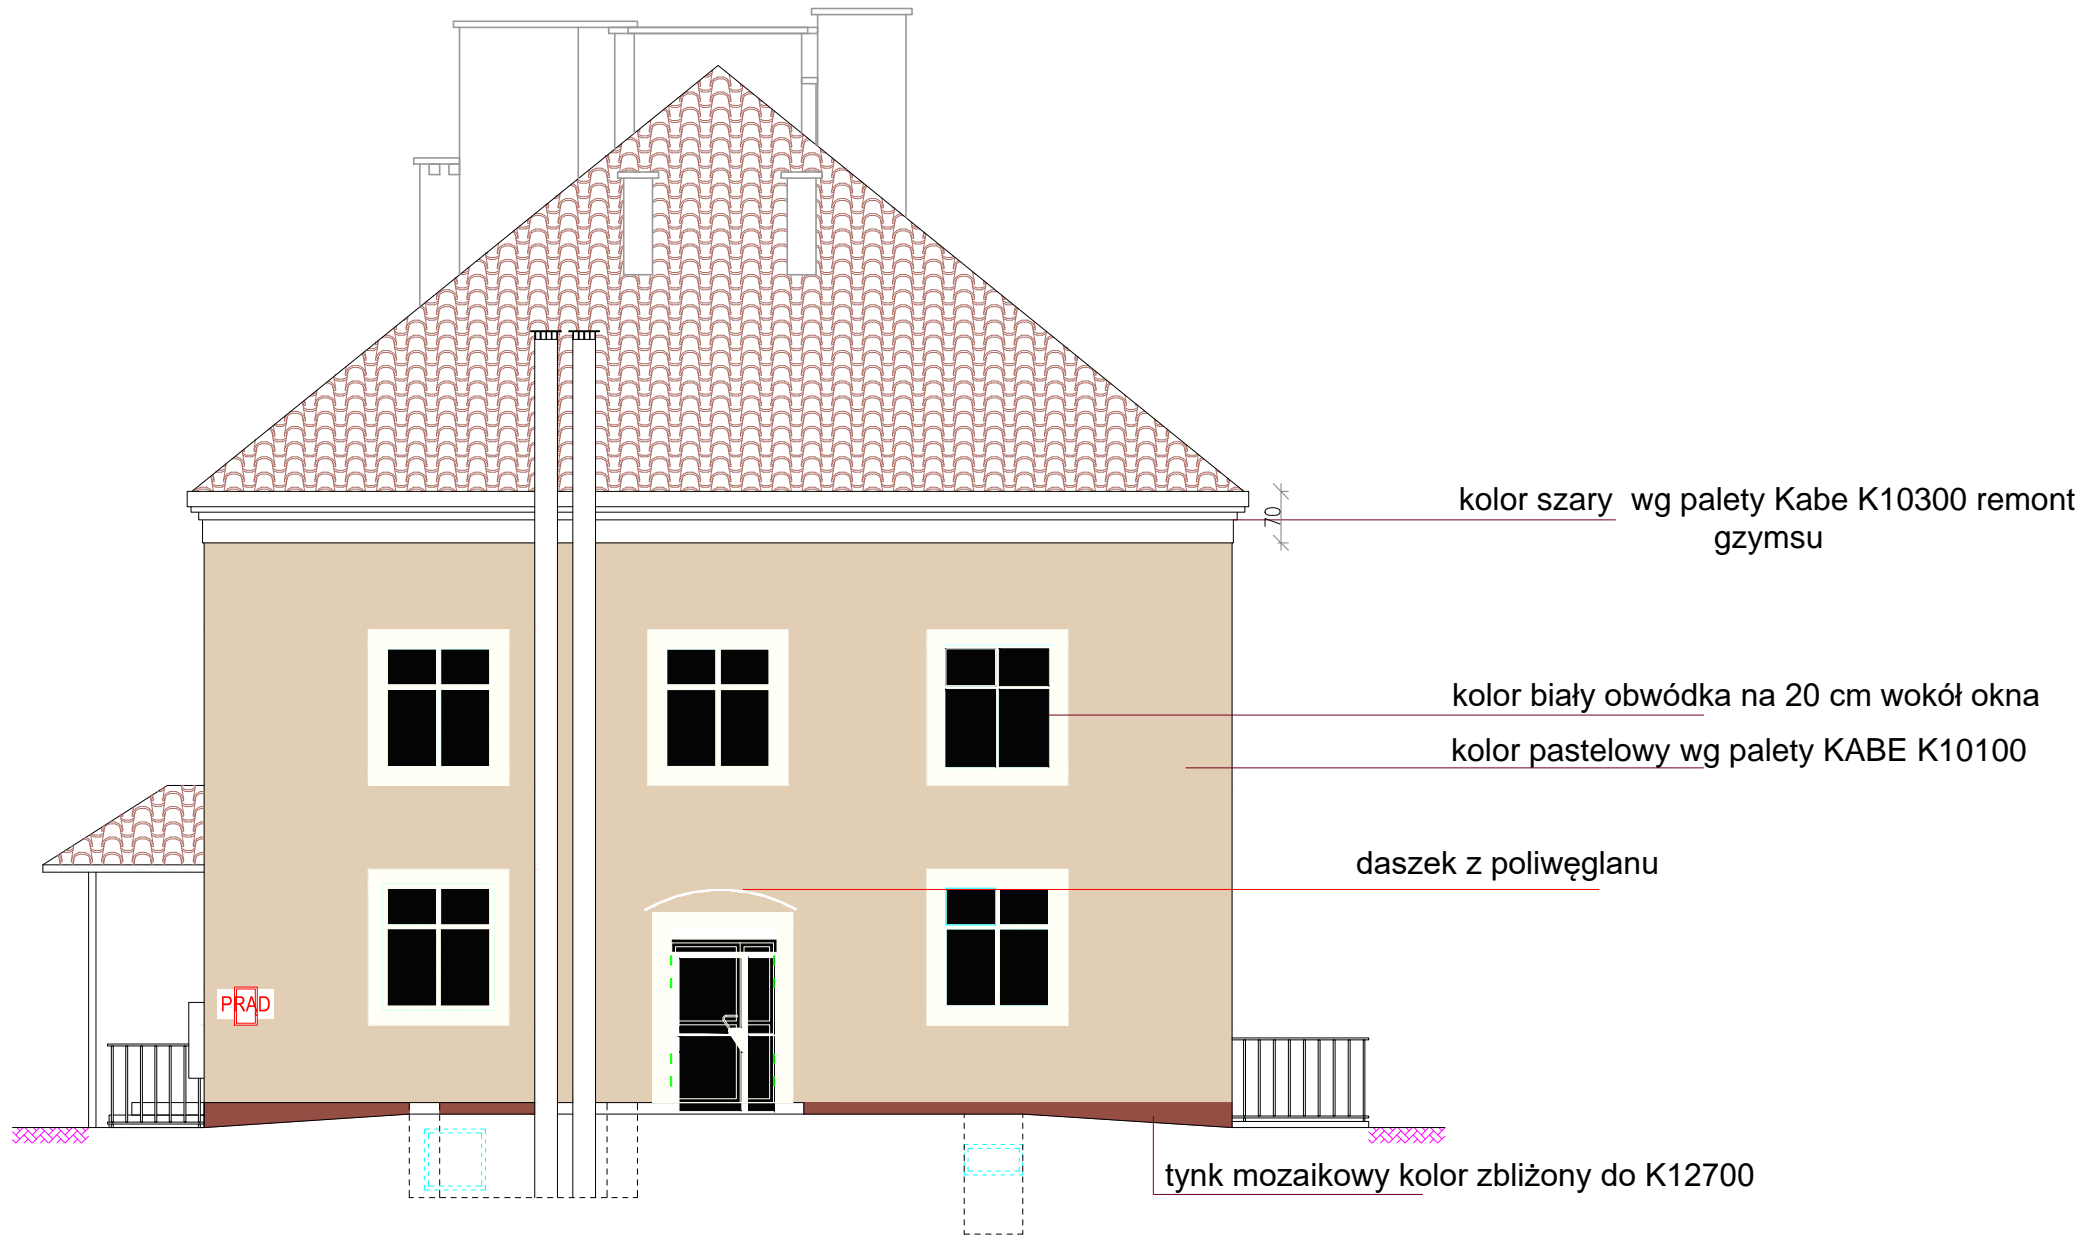 kolor szary  wg palety Kabe K10300 remont
gzymsu
70
kolor biały obwódka na 20 cm wokół okna
kolor pastelowy wg palety KABE K10100
daszek z poliwęglanu
PRĄD
tynk mozaikowy kolor zbliżony do K12700